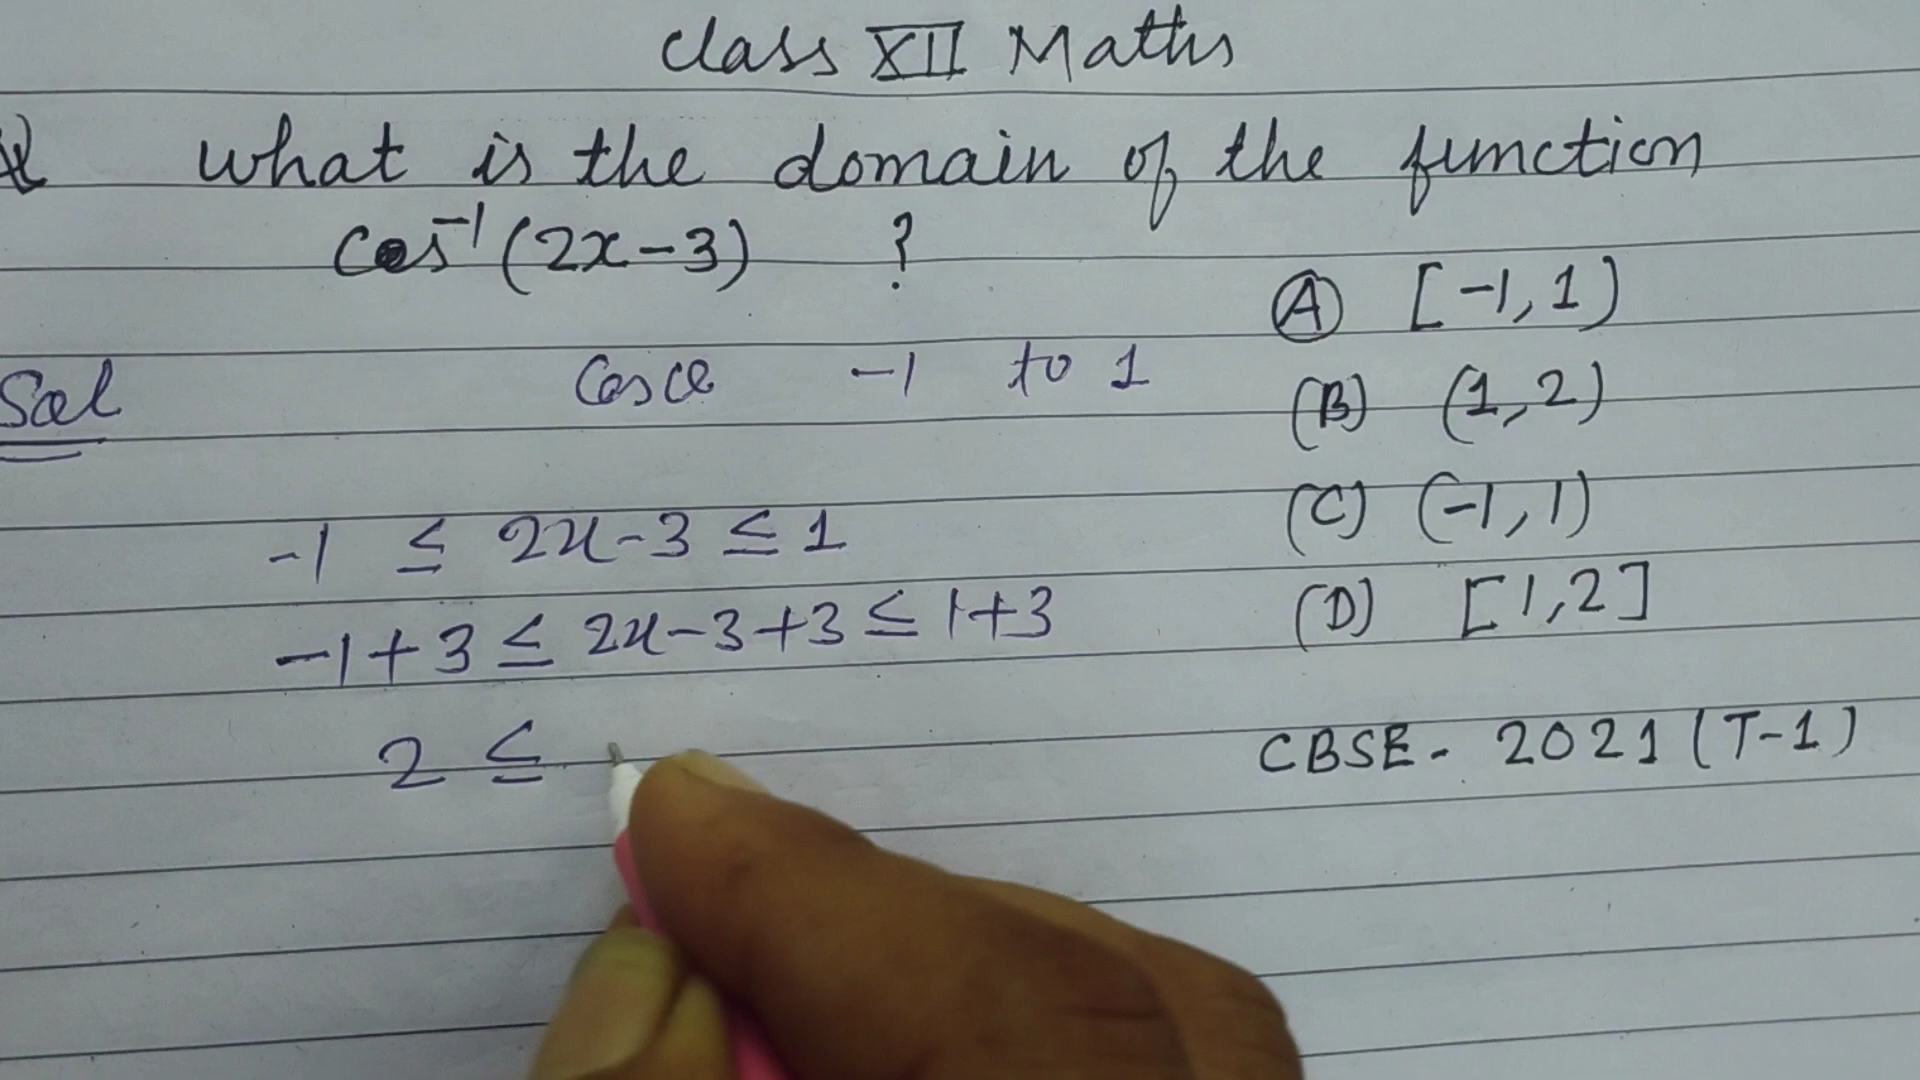 Class XII Maths
Q What is the domain of the function
Cos⁻¹(2x-3) ?
(A) [-1, 1)
Sol Cosα -1 to 1
(B) (1, 2)
(C) (-1, 1)
-1 ≤ 2x-3 ≤ 1
(D) [1, 2]
-1+3 ≤ 2x-3+3 ≤ 1+3
2 ≤
CBSE - 2021 (T-1)